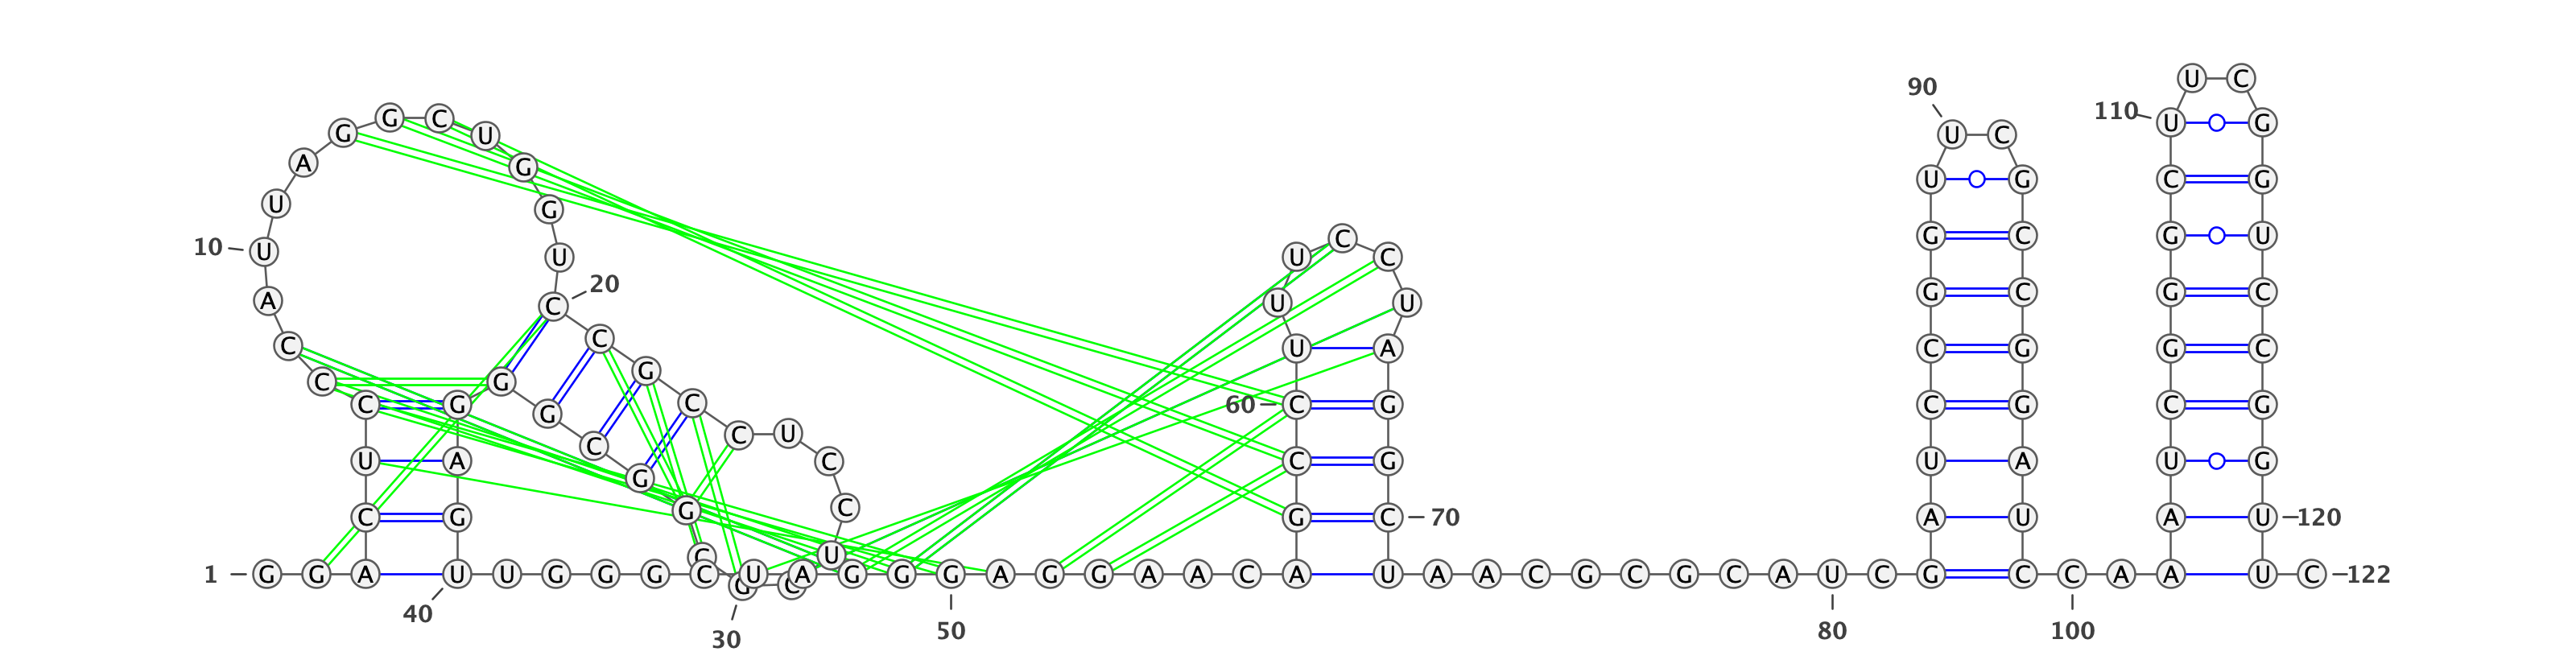 1
G G A C U C C C A U
10
U A G G C U G G U C
20
C G C C U C C U C G
30
C G G C G G G A G U
40
U G G G C U A G G G
50
A G G A A C A G C C
60
U U U C C U A G G C
70
U A A C G C G C A U
80
C G A U C C G G U U
90
C G C C G G A U C C
100
A A A U C G G G C U
110
U C G G U C C G G U
120
U C
122